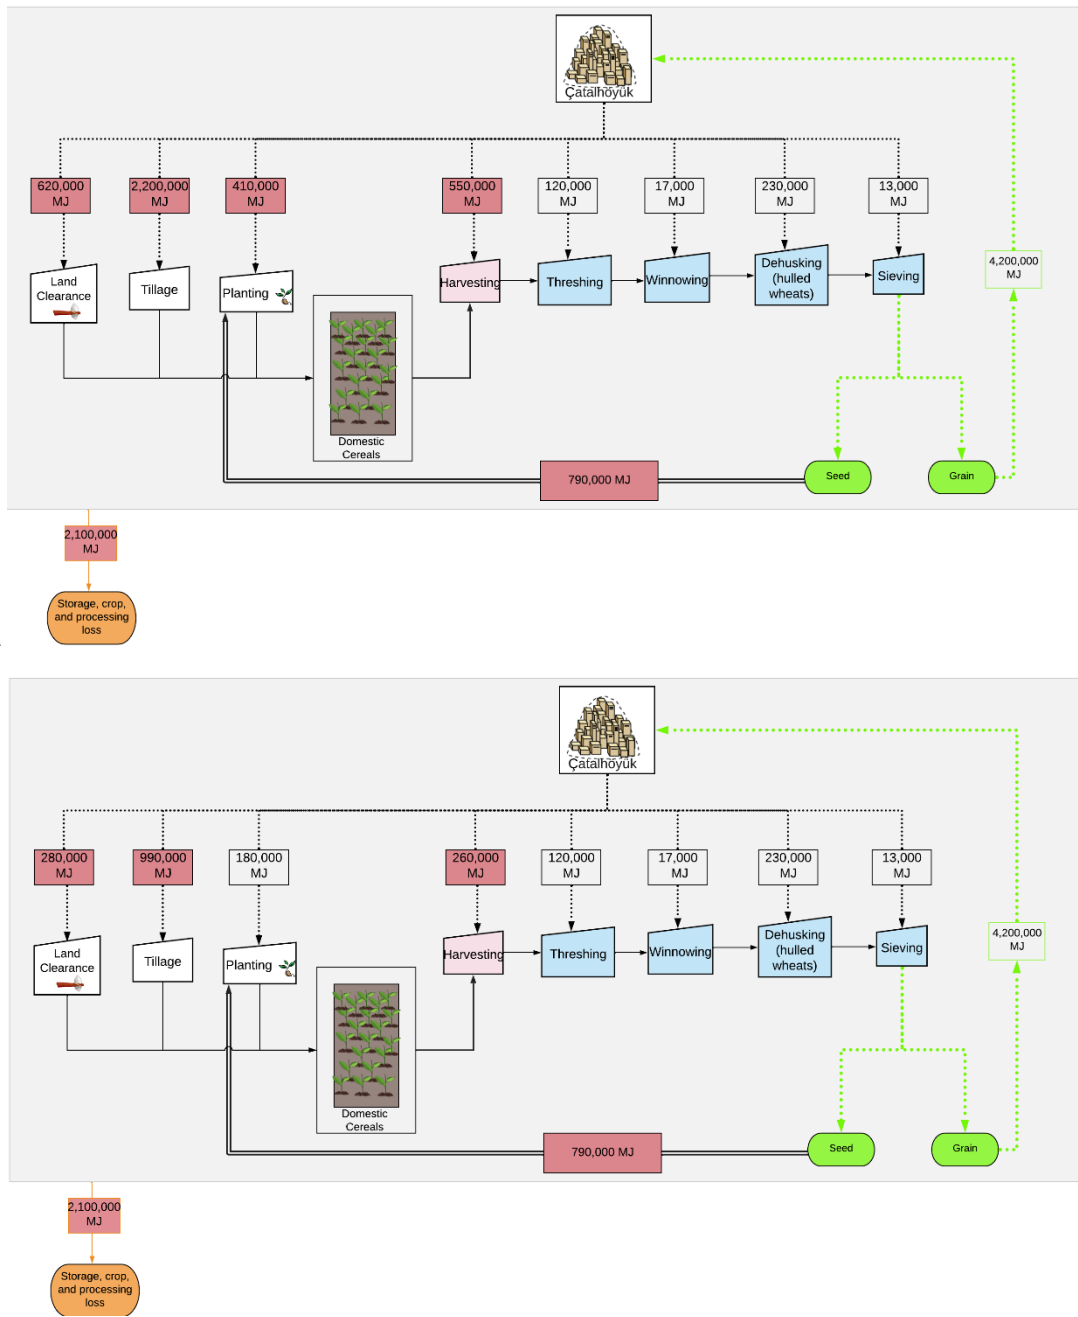 Çatalhöyük
620,000
MJ
2,200,000
MJ
410,000
MJ
550,000
MJ
120,000
MJ
17,000
MJ
230,000
MJ
13,000
MJ
Land
Clearance
Tillage
Planting
Harvesting
Threshing
Winnowing
Dehusking
(hulled
wheats)
Sieving
4,200,000
MJ
Domestic
Cereals
790,000 MJ
Seed
Grain
2,100,000
MJ
Storage, crop,
and processing
loss
Çatalhöyük
280,000
MJ
990,000
MJ
180,000
MJ
260,000
MJ
120,000
MJ
17,000
MJ
230,000
MJ
13,000
MJ
Land
Clearance
Tillage
Planting
Harvesting
Threshing
Winnowing
Dehusking
(hulled
wheats)
Sieving
4,200,000
MJ
Domestic
Cereals
790,000 MJ
Seed
Grain
2,100,000
MJ
Storage, crop,
and processing
loss